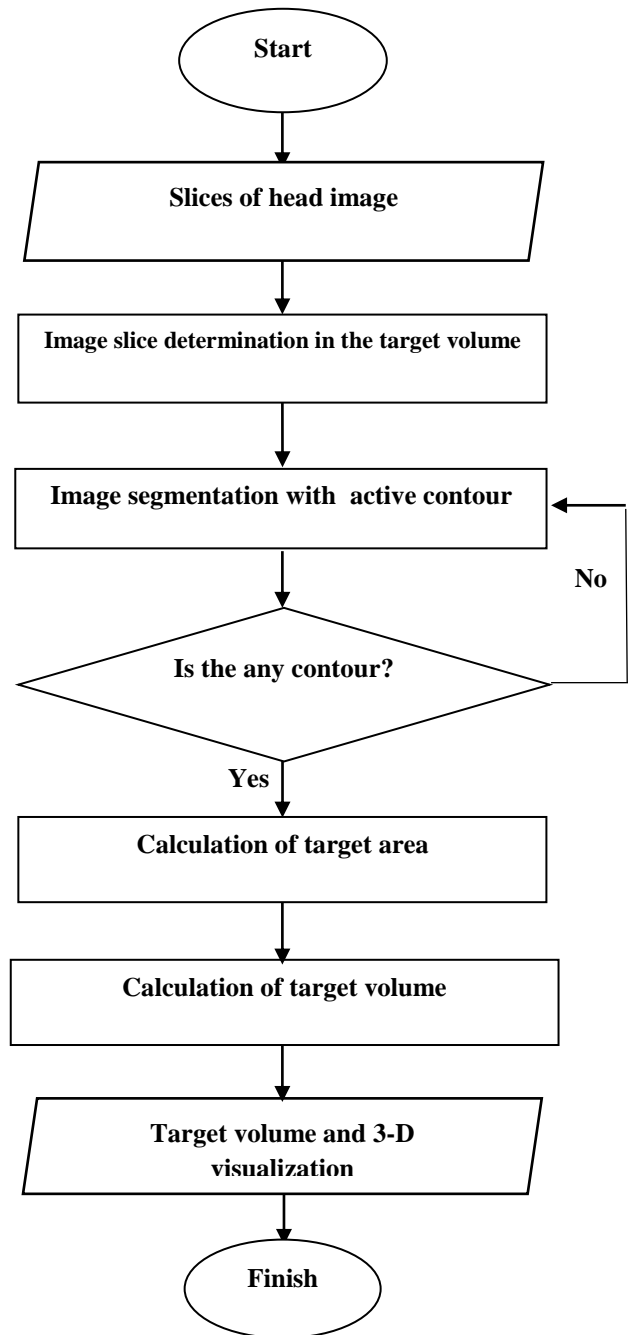 Start
Slices of head image
Image slice determination in the target volume
Image segmentation with active contour
No
Is the any contour?
Yes
Calculation of target area
Calculation of target volume
Target volume and 3-D
visualization
Finish